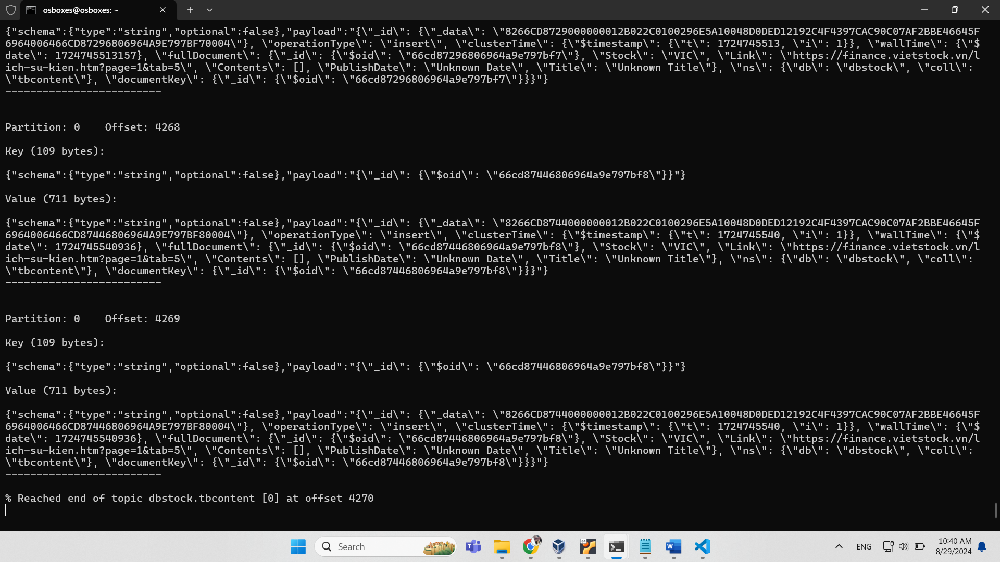 osboxes@osboxes: ~
{"schema":{"type":"string","optional":false},"payload":"{\"_id\": {\"_data\": \"8266CD8729000000012B022C0100296E5A10048D0DED12192C4F4397CAC90C07AF2BBE46645F
6964006466CD87296806964A9E797BF70004\"}, \"operationType\": \"insert\", \"clusterTime\": {\"$timestamp\": {\"t\": 1724745513, \"i\": 1}}, \"wallTime\": {\"$
date\": 1724745513157}, \"fullDocument\": {\"_id\": {\"$oid\": \"66cd87296806964a9e797bf7\"}, \"Stock\": \"VIC\", \"Link\": \"https://finance.vietstock.vn/l
ich-su-kien.htm?page=1&tab=5\", \"Contents\": [], \"PublishDate\": \"Unknown Date\", \"Title\": \"Unknown Title\"}, \"ns\": {\"db\": \"dbstock\", \"coll\":
\"tbcontent\"}, \"documentKey\": {\"_id\": {\"$oid\": \"66cd87296806964a9e797bf7\"}}}"}
-------------------------
Partition: 0    Offset: 4268
Key (109 bytes):
{"schema":{"type":"string","optional":false},"payload":"{\"_id\": {\"$oid\": \"66cd87446806964a9e797bf8\"}}"}
Value (711 bytes):
{"schema":{"type":"string","optional":false},"payload":"{\"_id\": {\"_data\": \"8266CD8744000000012B022C0100296E5A10048D0DED12192C4F4397CAC90C07AF2BBE46645F
6964006466CD87446806964A9E797BF80004\"}, \"operationType\": \"insert\", \"clusterTime\": {\"$timestamp\": {\"t\": 1724745540, \"i\": 1}}, \"wallTime\": {\"$
date\": 1724745540936}, \"fullDocument\": {\"_id\": {\"$oid\": \"66cd87446806964a9e797bf8\"}, \"Stock\": \"VIC\", \"Link\": \"https://finance.vietstock.vn/l
ich-su-kien.htm?page=1&tab=5\", \"Contents\": [], \"PublishDate\": \"Unknown Date\", \"Title\": \"Unknown Title\"}, \"ns\": {\"db\": \"dbstock\", \"coll\":
\"tbcontent\"}, \"documentKey\": {\"_id\": {\"$oid\": \"66cd87446806964a9e797bf8\"}}}"}
-------------------------
Partition: 0    Offset: 4269
Key (109 bytes):
{"schema":{"type":"string","optional":false},"payload":"{\"_id\": {\"$oid\": \"66cd87446806964a9e797bf8\"}}"}
Value (711 bytes):
{"schema":{"type":"string","optional":false},"payload":"{\"_id\": {\"_data\": \"8266CD8744000000012B022C0100296E5A10048D0DED12192C4F4397CAC90C07AF2BBE46645F
6964006466CD87446806964A9E797BF80004\"}, \"operationType\": \"insert\", \"clusterTime\": {\"$timestamp\": {\"t\": 1724745540, \"i\": 1}}, \"wallTime\": {\"$
date\": 1724745540936}, \"fullDocument\": {\"_id\": {\"$oid\": \"66cd87446806964a9e797bf8\"}, \"Stock\": \"VIC\", \"Link\": \"https://finance.vietstock.vn/l
ich-su-kien.htm?page=1&tab=5\", \"Contents\": [], \"PublishDate\": \"Unknown Date\", \"Title\": \"Unknown Title\"}, \"ns\": {\"db\": \"dbstock\", \"coll\":
\"tbcontent\"}, \"documentKey\": {\"_id\": {\"$oid\": \"66cd87446806964a9e797bf8\"}}}"}
-------------------------
% Reached end of topic dbstock.tbcontent [0] at offset 4270
Search
64
ENG
10:40 AM
8/29/2024